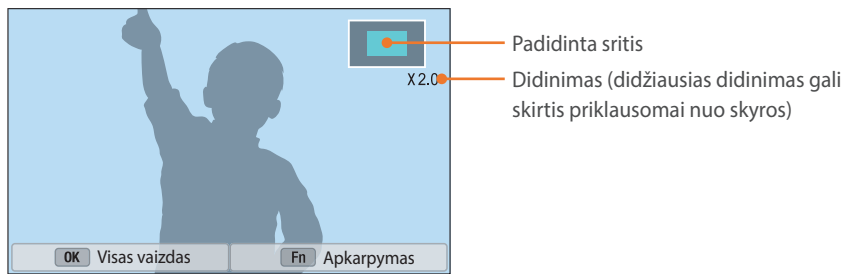 Padidinta sritis
X 2.0
Didinimas (didžiausias didinimas gali
skirtis priklausomai nuo skyros)
OK Visas vaizdas
Fn Apkarpymas